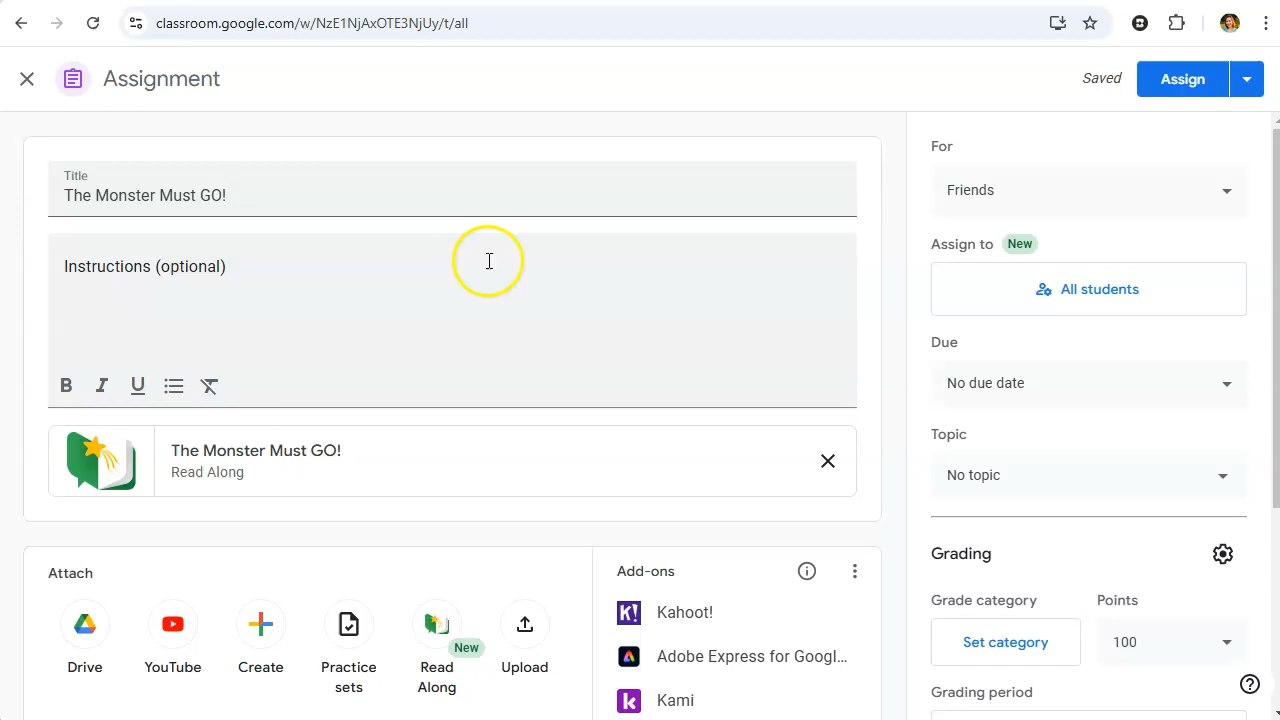 classroom.google.com/w/NzE1NjAxOTE3NjUy/t/all
Assignment
Saved
Assign
Title
The Monster Must GO!
Instructions (optional)
B I U
The Monster Must GO!
Read Along
Attach
Drive
YouTube
Create
Practice
sets
New
Read
Along
Upload
Add-ons
K!
Kahoot!
Adobe Express for Googl...
k
Kami
For
Friends
Assign to New
All students
Due
No due date
Topic
No topic
Grading
Grade category
Points
Set category
100
Grading period